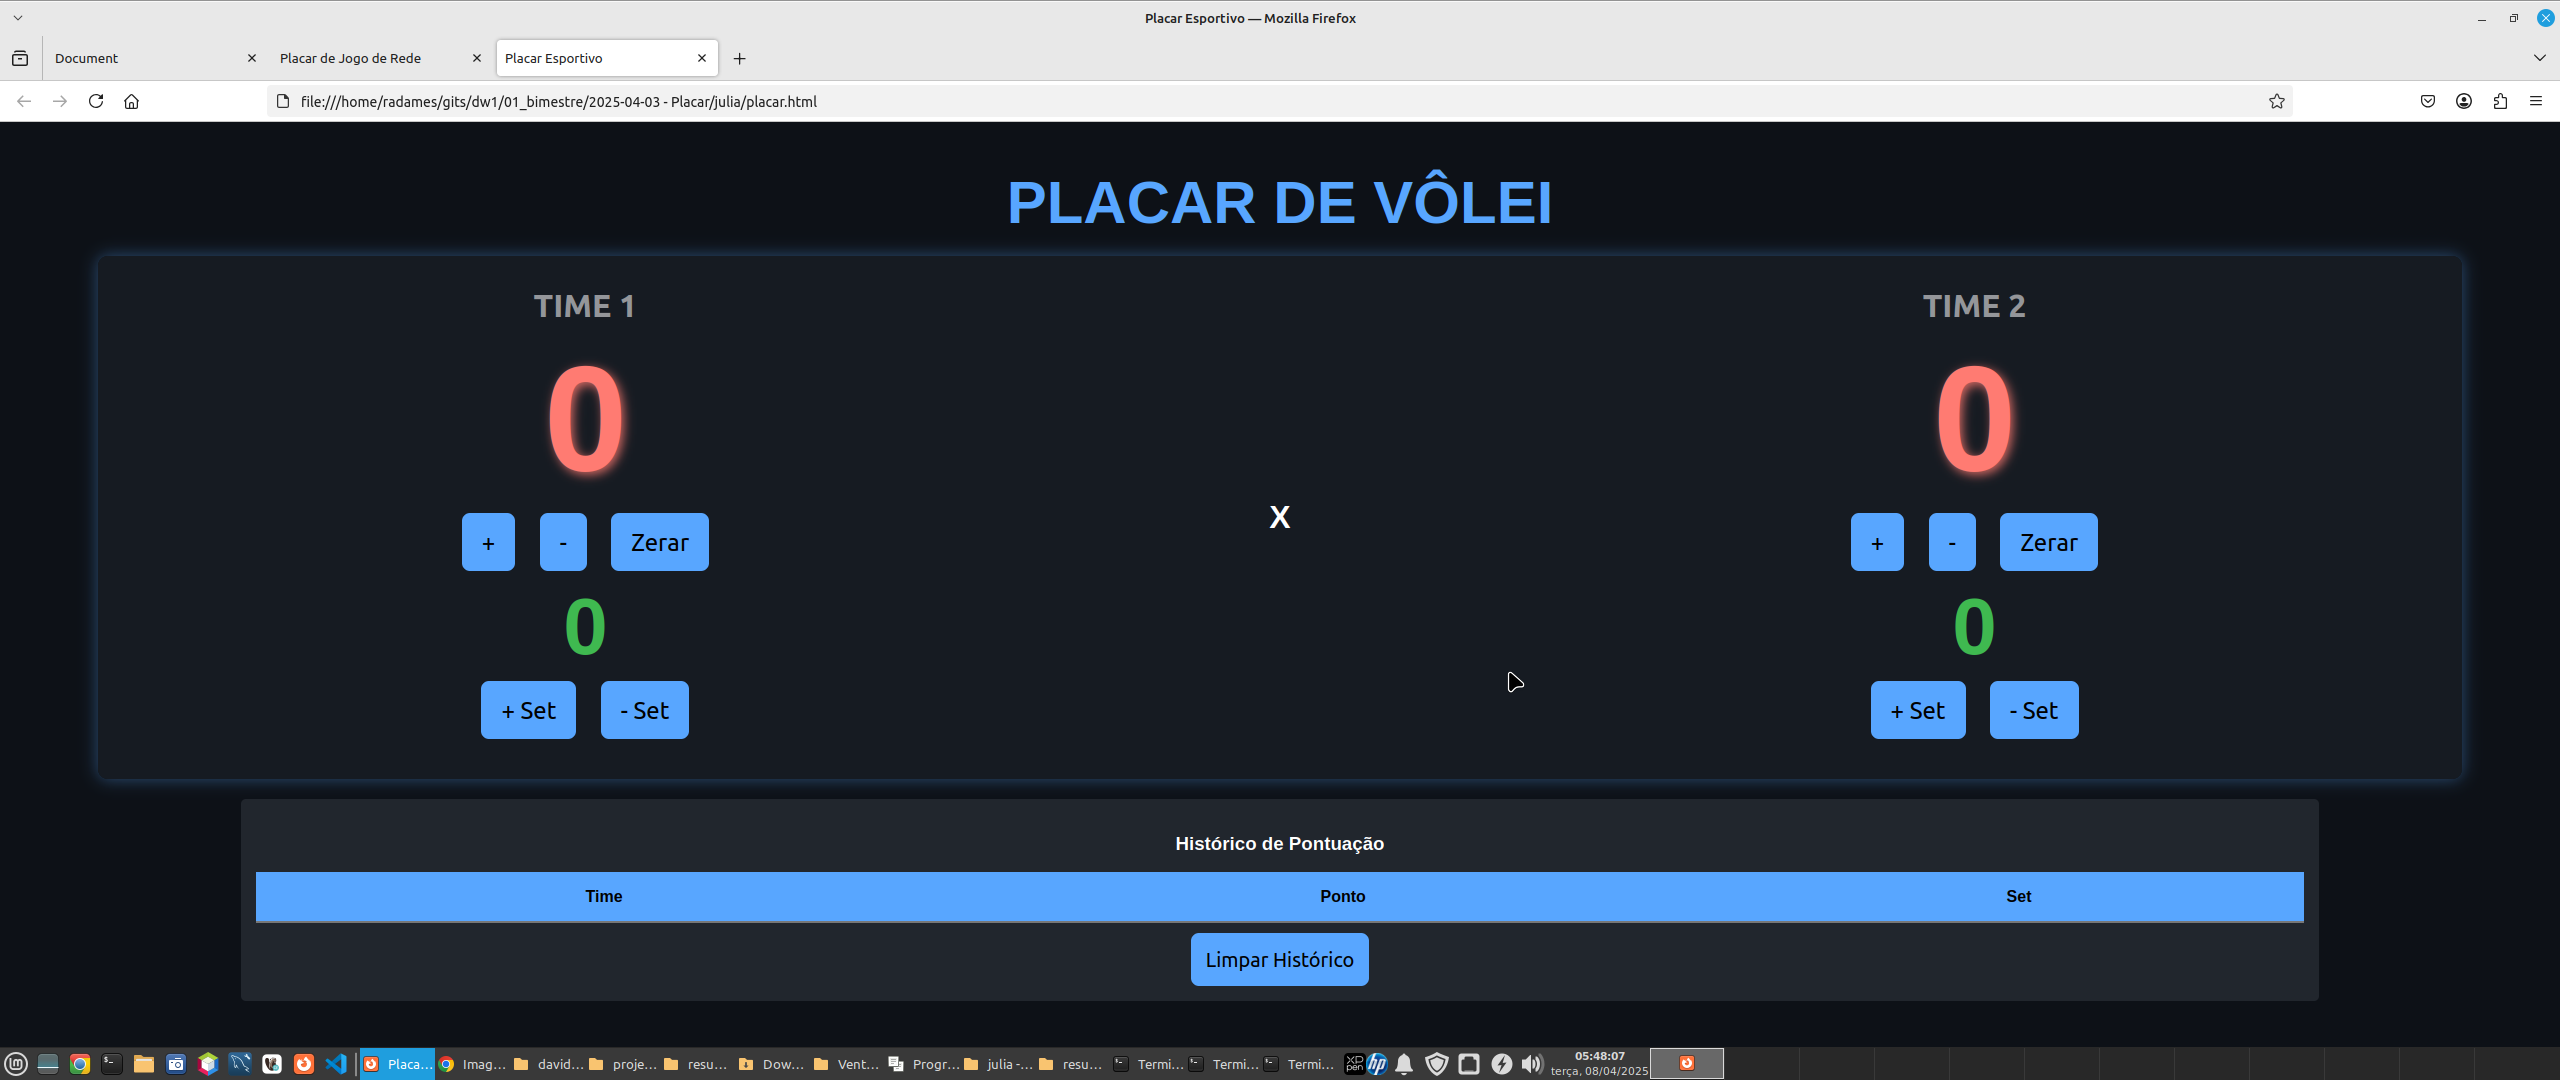 Placar Esportivo — Mozilla Firefox
Document
Placar de Jogo de Rede
Placar Esportivo
file:///home/radames/gits/dw1/01_bimestre/2025-04-03 - Placar/julia/placar.html
PLACAR DE VÔLEI
TIME 1
TIME 2
0
0
+ - Zerar
X
+ - Zerar
0
0
+ Set - Set
+ Set - Set
Histórico de Pontuação
Time Ponto Set
Limpar Histórico
Placa... Imag... david... proje... resu... Dow... Vent... Progr... julia -... resu... Termi... Termi... Termi... XP pen hp
05:48:07
terça, 08/04/2025